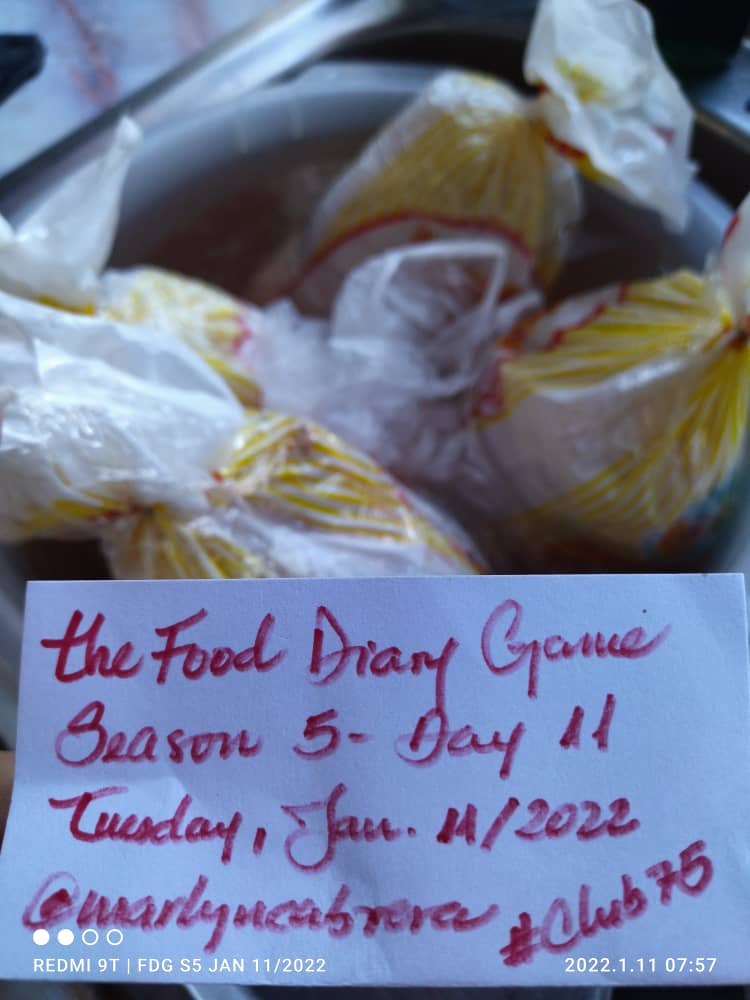 the Food Diary Game
Season 5- Day 11
Tuesday, Jan. 11/2022
@marlyncabrera #Club75
REDMI 9T | FDG S5 JAN 11/2022
2022.1.11 07:57